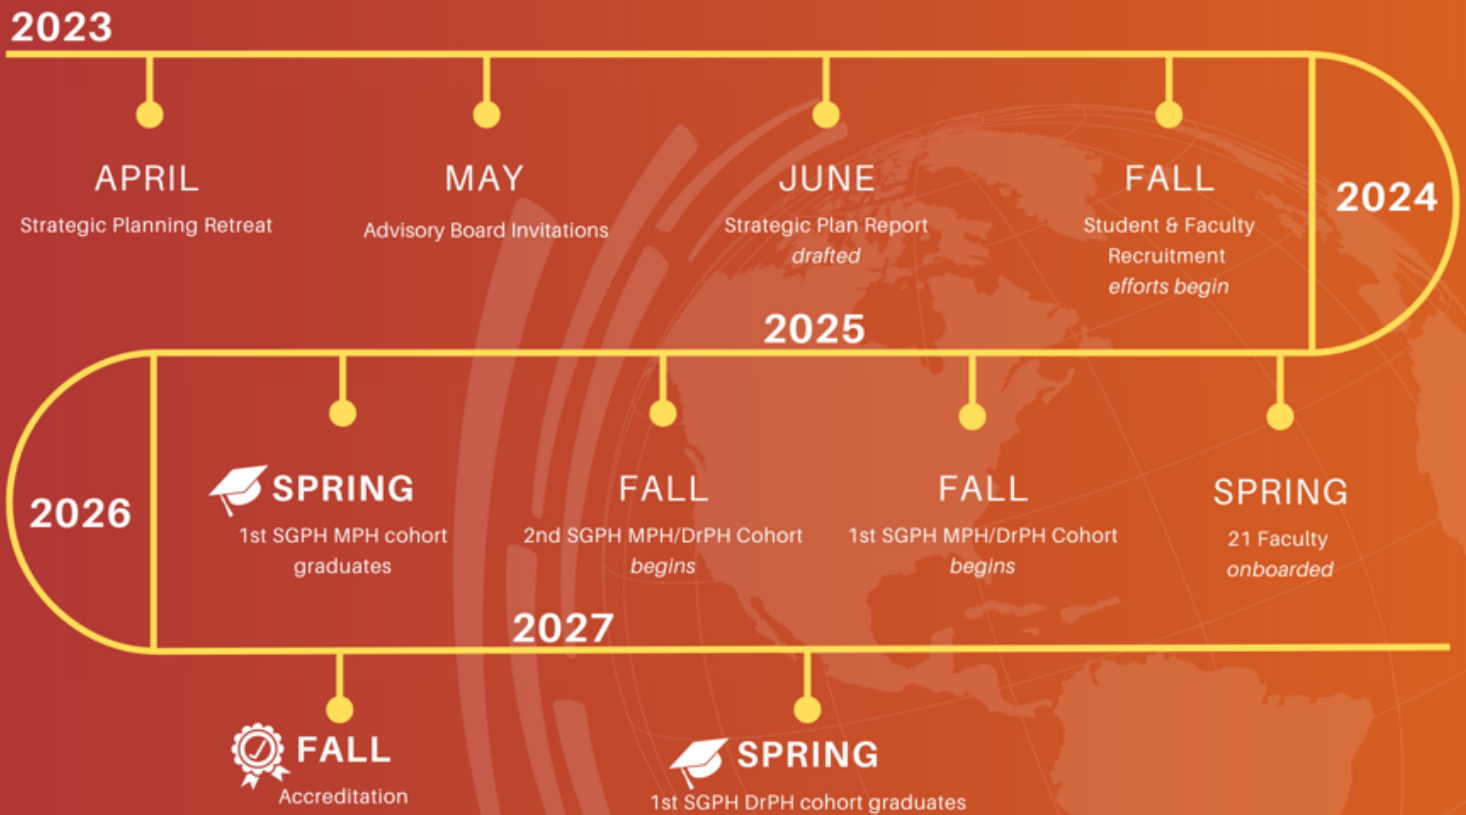 2023
APRIL
Strategic Planning Retreat
MAY
Advisory Board Invitations
JUNE
Strategic Plan Report
drafted
FALL
Student & Faculty
Recruitment
efforts begin
2024
SPRING
21 Faculty
onboarded
FALL
1st SGPH MPH/DrPH Cohort
begins
2025
FALL
2nd SGPH MPH/DrPH Cohort
begins
SPRING
1st SGPH MPH cohort
graduates
2026
FALL
Accreditation
2027
SPRING
1st SGPH DrPH cohort graduates